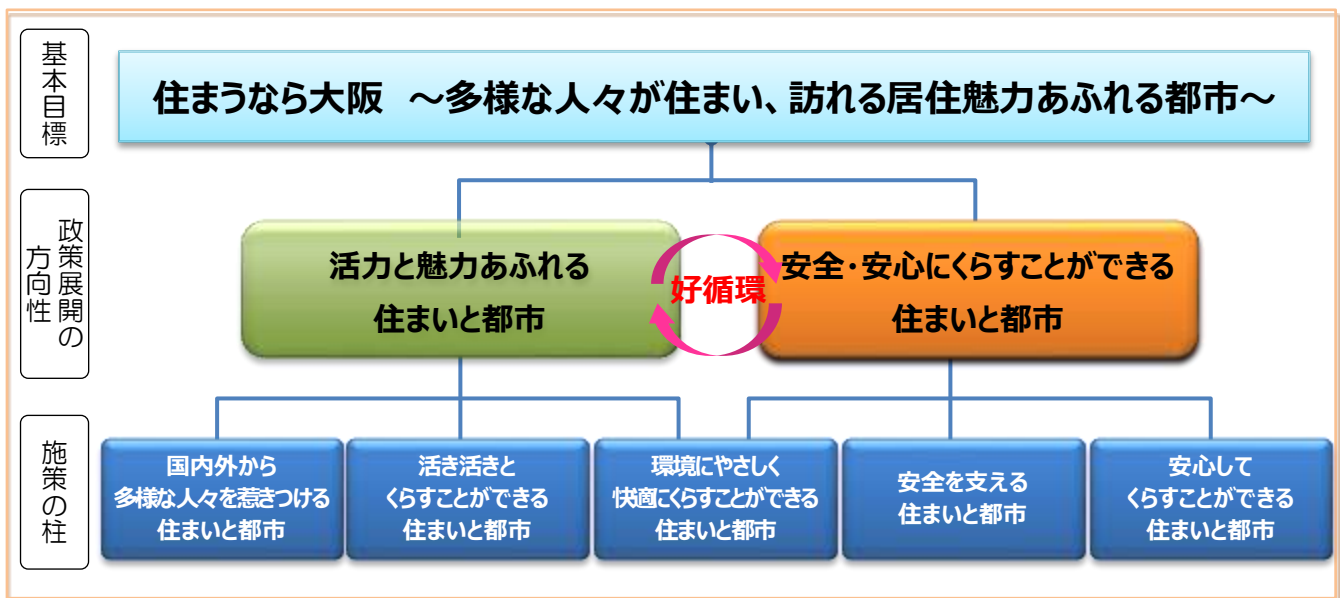 基本目標
住まうなら大阪 ～多様な人々が住まい、訪れる居住魅力あふれる都市～
政策展開の
方向性
活力と魅力あふれる
住まいと都市
好循環
安全・安心にくらすことができる
住まいと都市
施策の柱
国内外から
多様な人々を惹きつける
住まいと都市
活き活きと
くらすことができる
住まいと都市
環境にやさしく
快適にくらすことができる
住まいと都市
安全を支える
住まいと都市
安心して
くらすことができる
住まいと都市